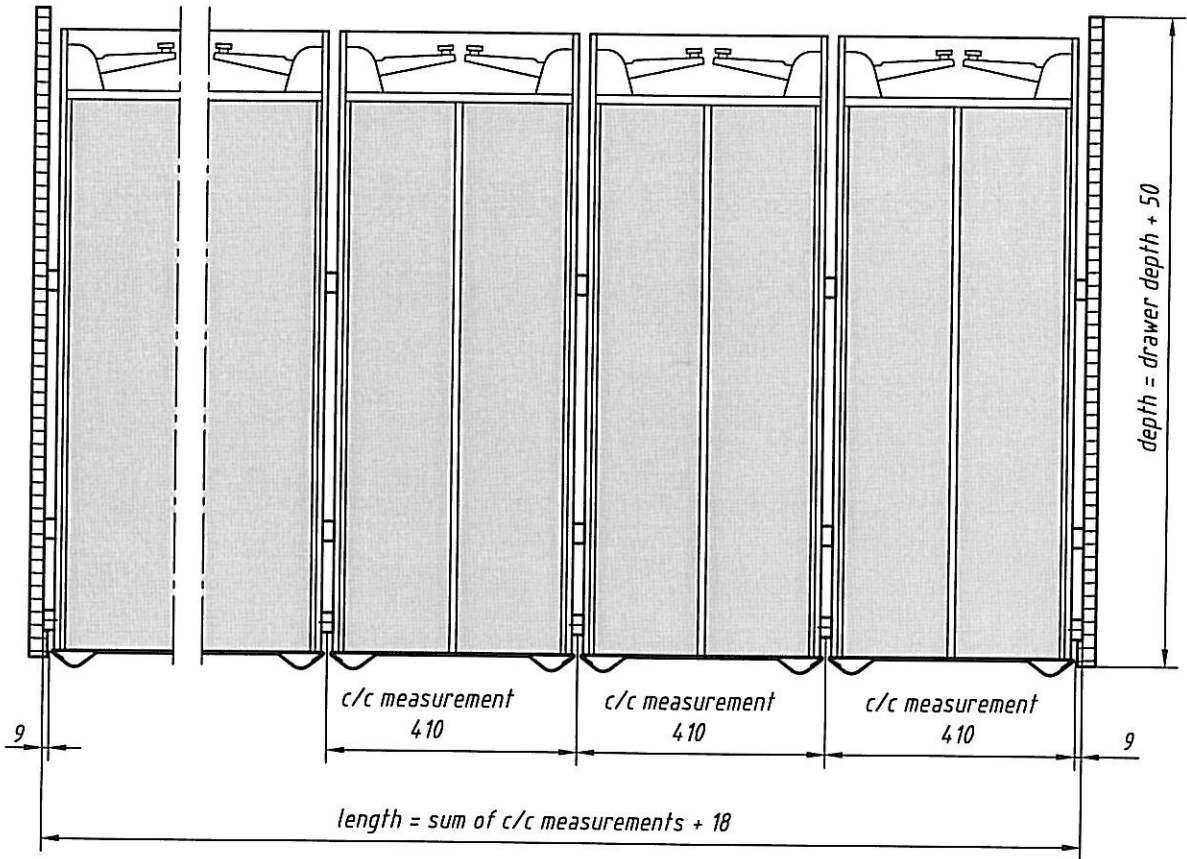 depth = drawer depth + 50
c/c measurement
410
c/c measurement
410
c/c measurement
410
9
9
length = sum of c/c measurements + 18